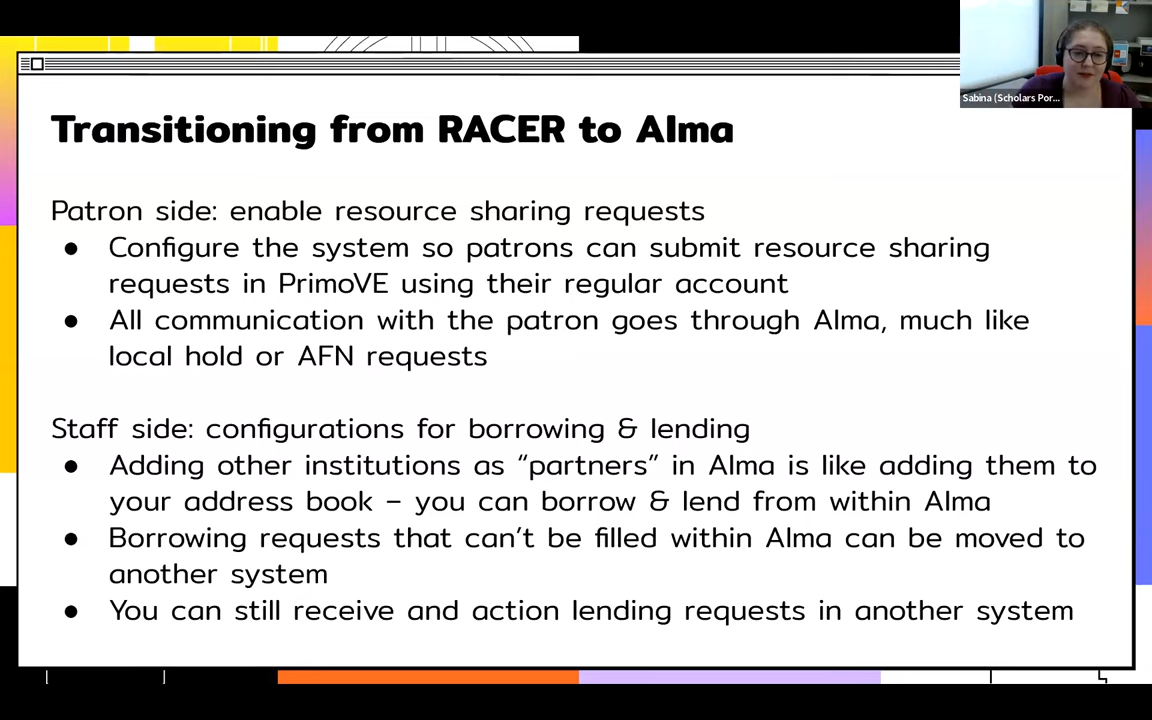 Sabina (Scholars Por...
Transitioning from RACER to Alma
Patron side: enable resource sharing requests
● Configure the system so patrons can submit resource sharing
requests in PrimoVE using their regular account
● All communication with the patron goes through Alma, much like
local hold or AFN requests
Staff side: configurations for borrowing & lending
● Adding other institutions as “partners” in Alma is like adding them to
your address book – you can borrow & lend from within Alma
● Borrowing requests that can’t be filled within Alma can be moved to
another system
● You can still receive and action lending requests in another system